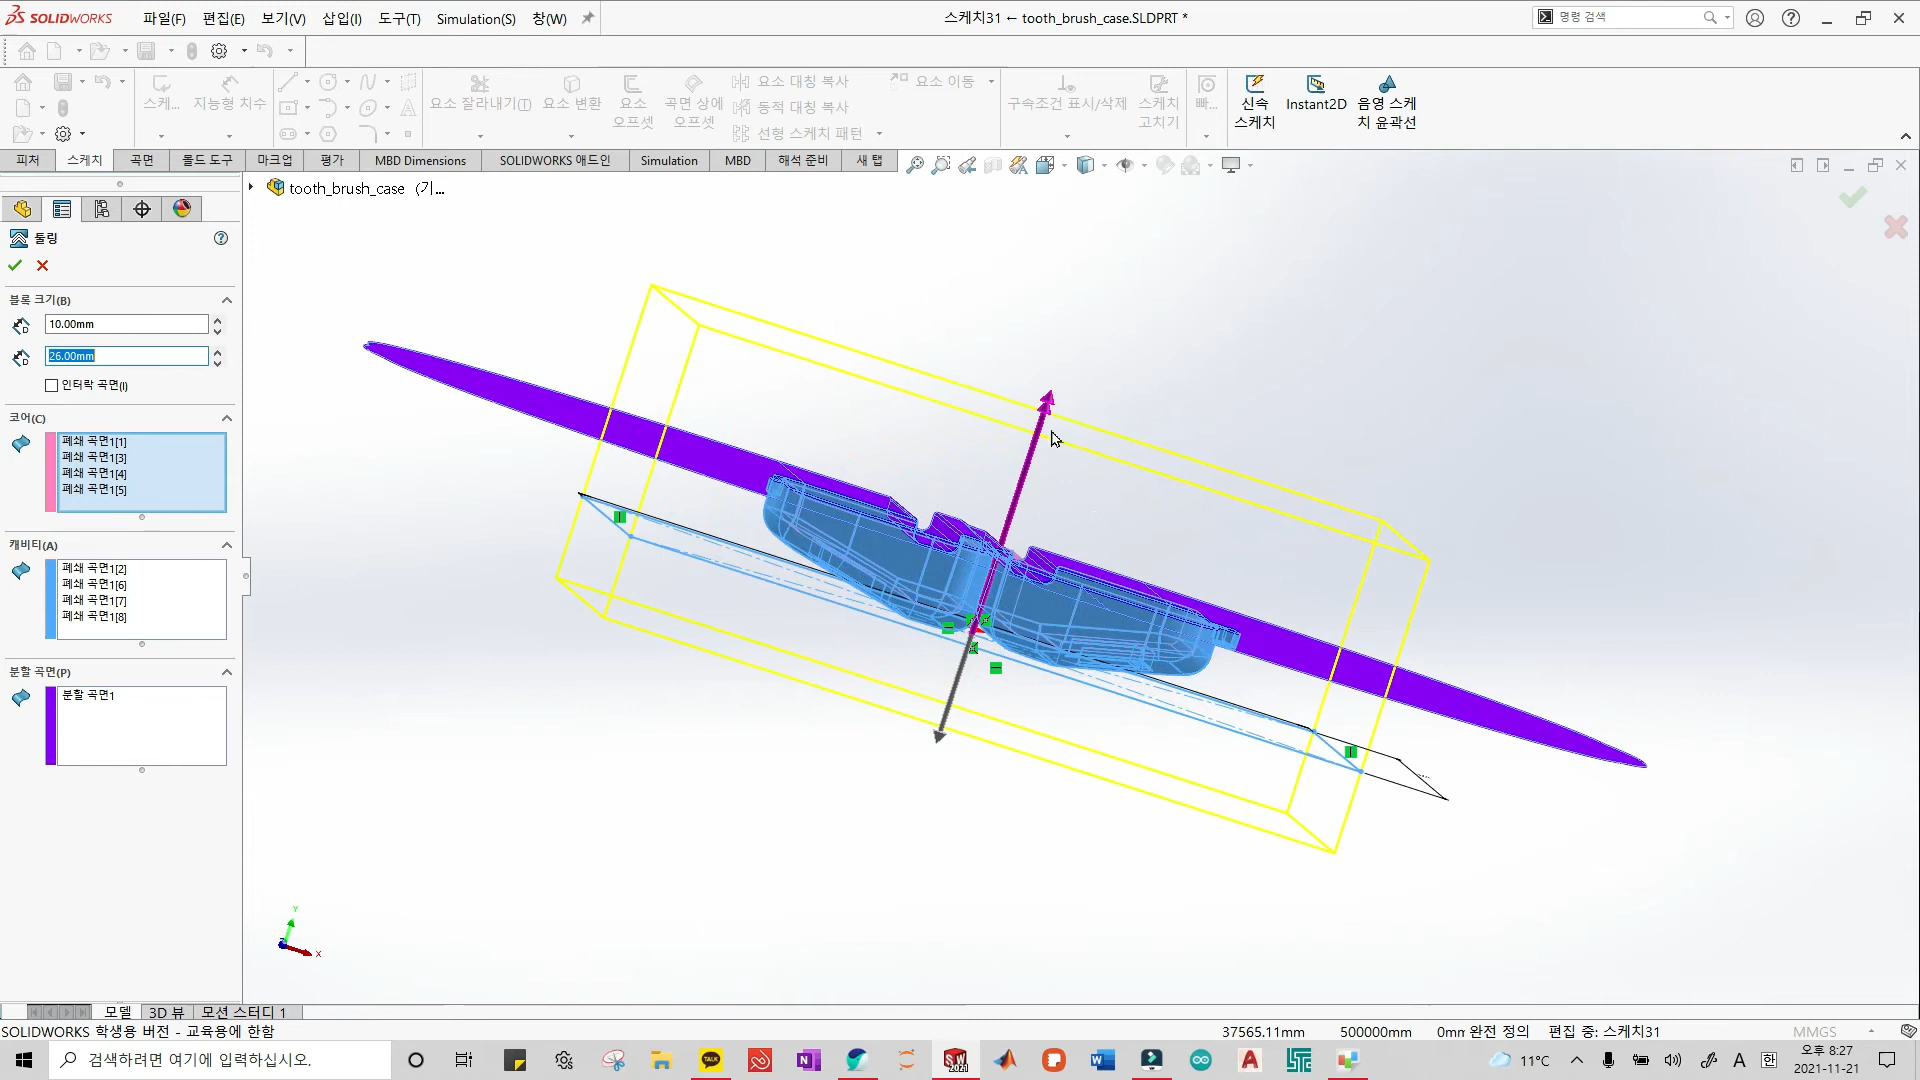 SOLIDWORKS 파일(F) 편집(E) 보기(V) 삽입(I) 도구(T) Simulation(S) 창(W) 스케치31 ← tooth_brush_case.SLDPRT * 명령 검색
스케... 지능형 치수 요소 잘라내기(T) 요소 변환 요소 오프셋 곡면 상에 오프셋 요소 대칭 복사 요소 이동
동적 대칭 복사
선형 스케치 패턴
구속조건 표시/삭제 스케치 고치기 빠... 신속 스케치 Instant2D 음영 스케치 윤곽선
피처 스케치 곡면 몰드 도구 마크업 평가 MBD Dimensions SOLIDWORKS 애드인 Simulation MBD 해석 준비 새 탭
tooth_brush_case (기...
툴링
블록 크기(B)
10.00mm
26.00mm
인터락 곡면(I)
코어(C)
폐쇄 곡면1[1]
폐쇄 곡면1[3]
폐쇄 곡면1[4]
폐쇄 곡면1[5]
캐비티(A)
폐쇄 곡면1[2]
폐쇄 곡면1[6]
폐쇄 곡면1[7]
폐쇄 곡면1[8]
분할 곡면(P)
분할 곡면1
Y
X
모델 3D 뷰 모션 스터디 1
SOLIDWORKS 학생용 버전 - 교육용에 한함 37565.11mm 500000mm 0mm 완전 정의 편집 중: 스케치31 MMGS
검색하려면 여기에 입력하십시오. TALK 11°C A 한 오후 8:27
2021-11-21